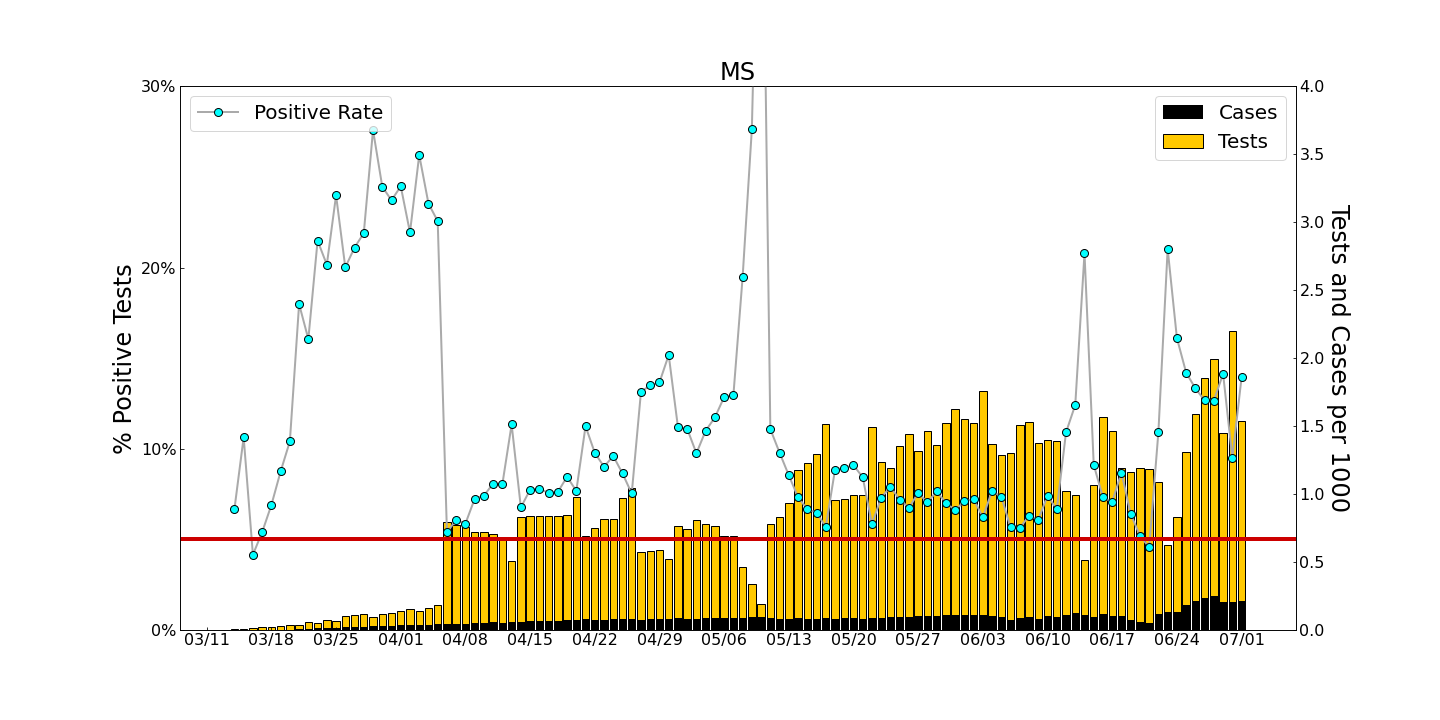 MS
30%
20%
10%
0%
% Positive Tests
Positive Rate
Cases
Tests
4.0
3.5
3.0
2.5
2.0
1.5
1.0
0.5
0.0
Tests and Cases per 1000
03/11 03/18 03/25 04/01 04/08 04/15 04/22 04/29 05/06 05/13 05/20 05/27 06/03 06/10 06/17 06/24 07/01